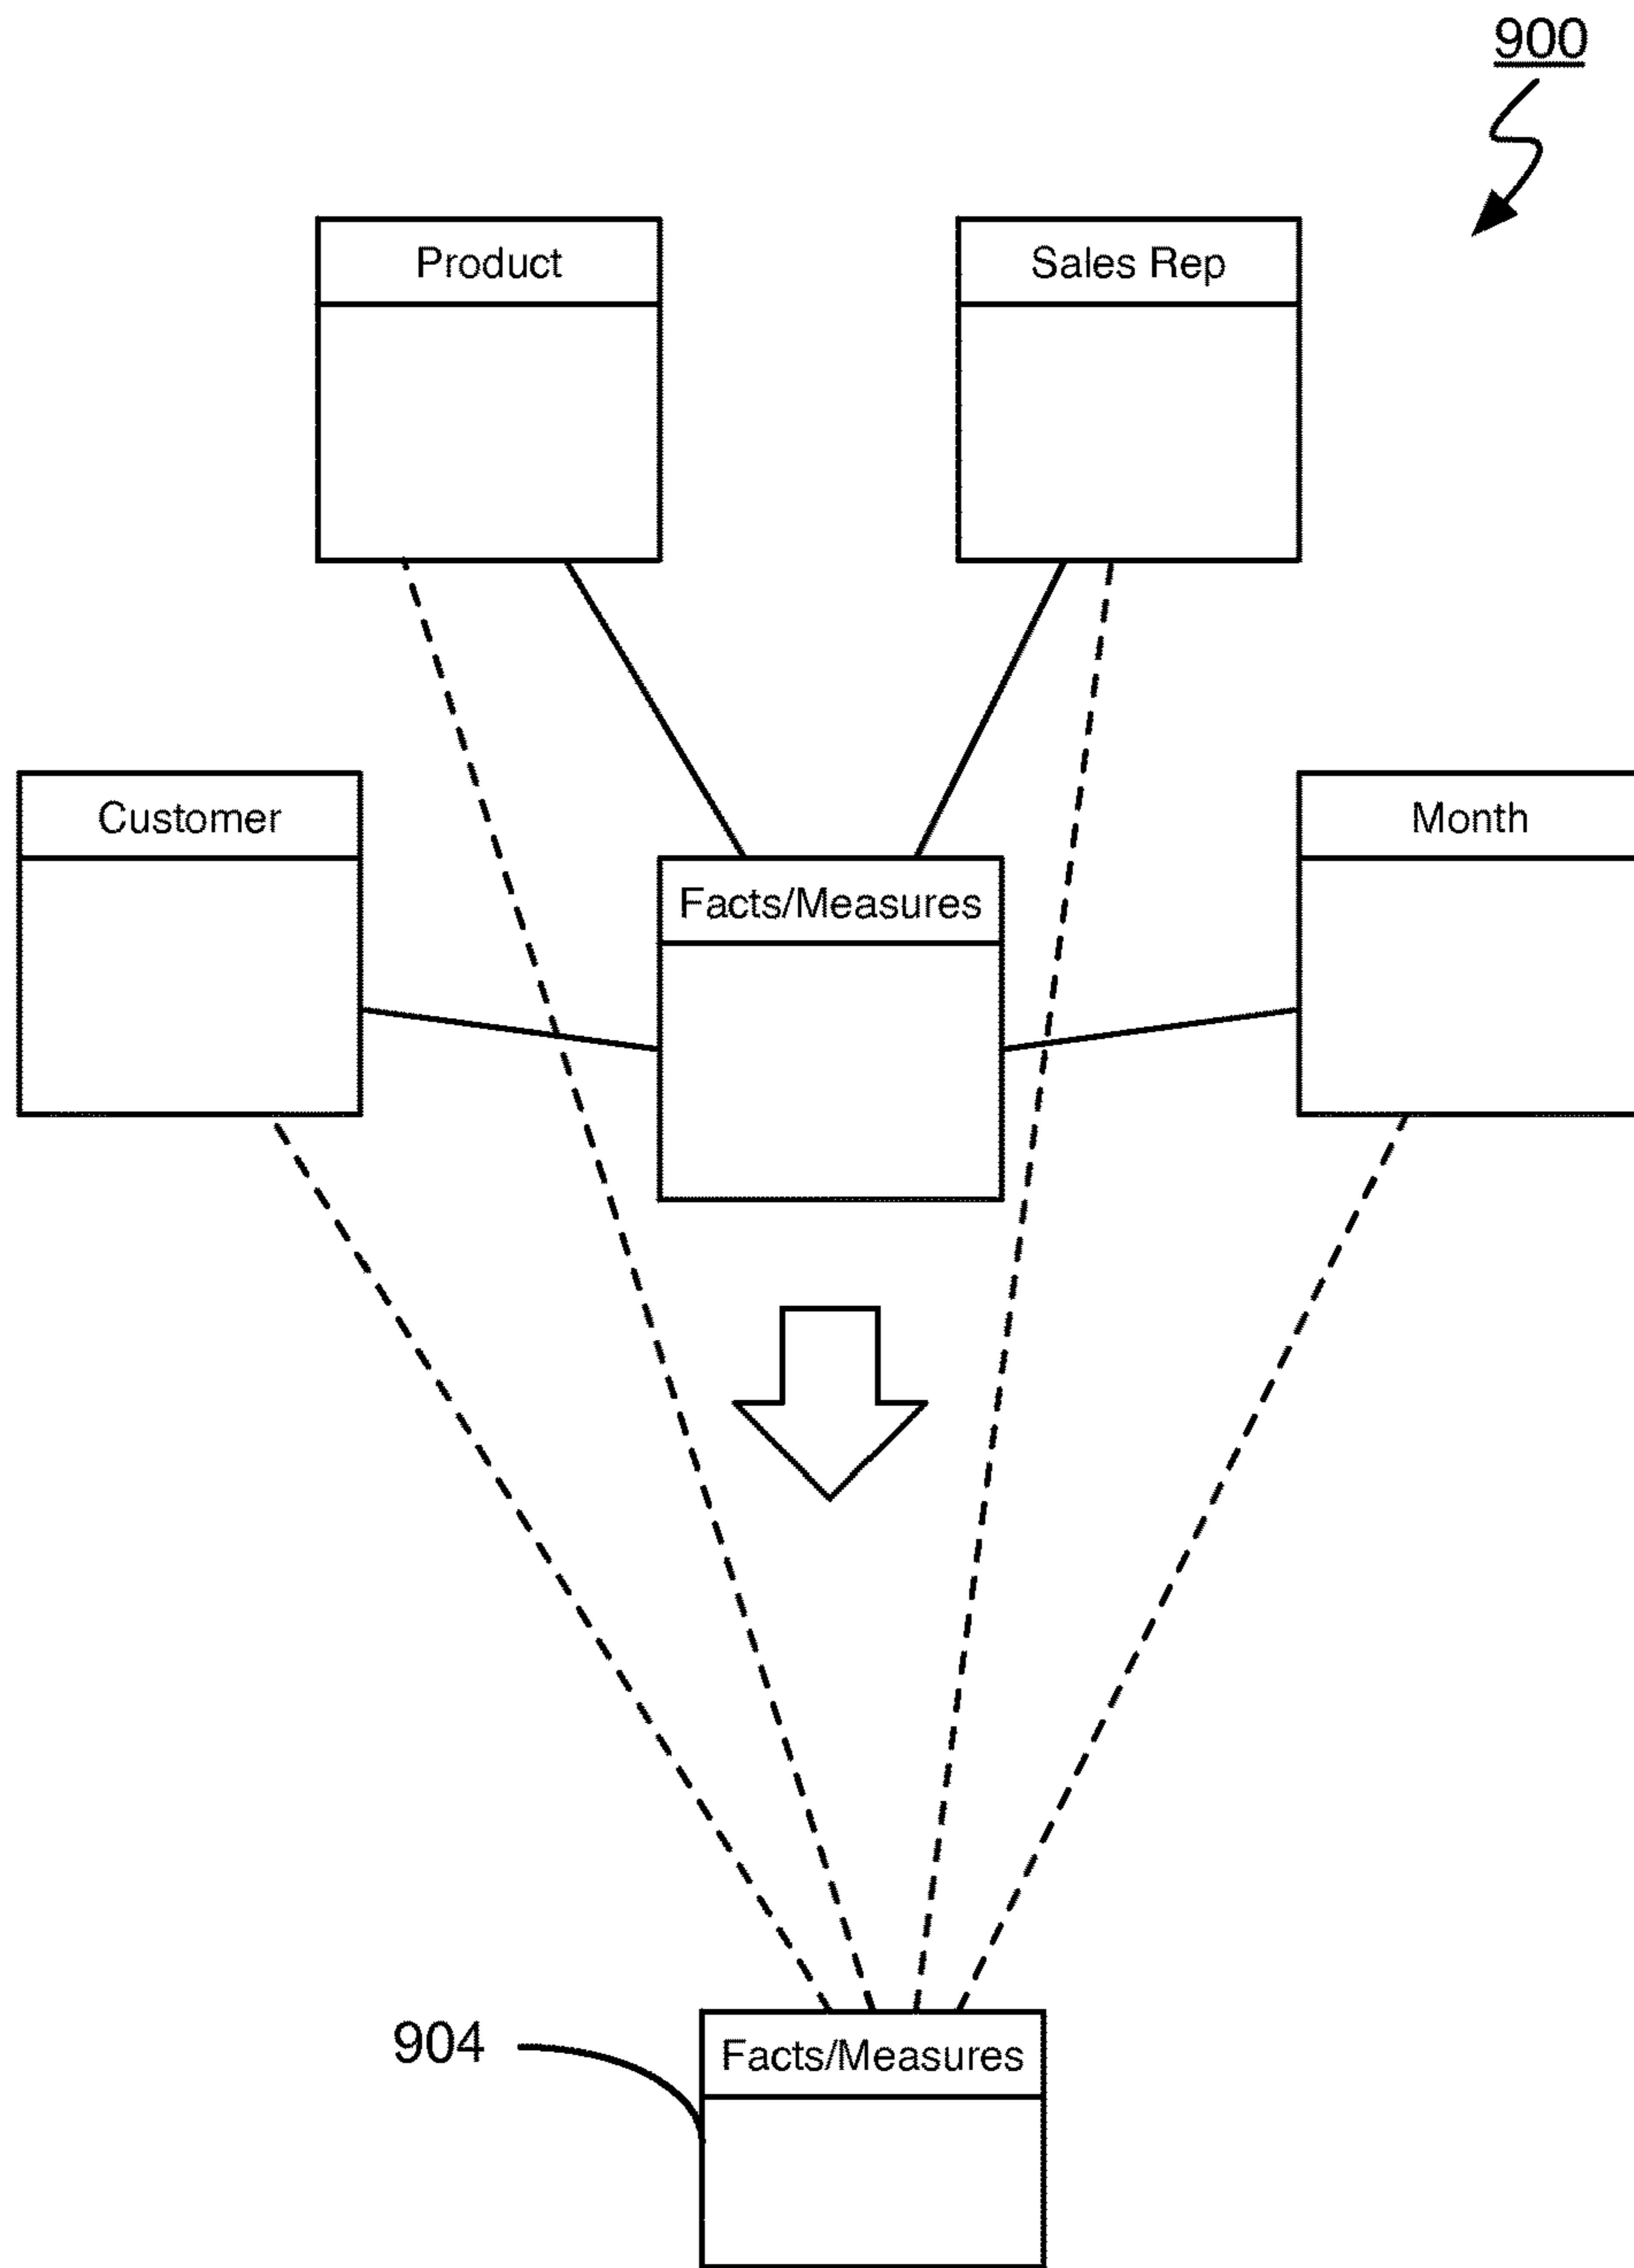 900
Product
Sales Rep
Customer
Month
Facts/Measures
904
Facts/Measures